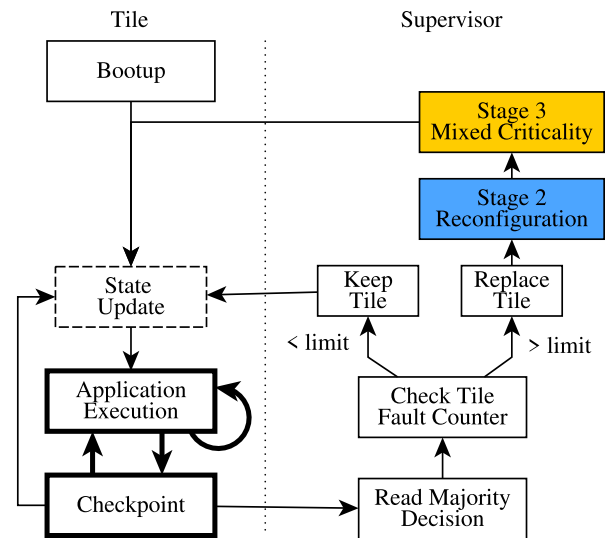 Tile
Supervisor
Bootup
Stage 3
Mixed Criticality
Stage 2
Reconfiguration
State
Update
Keep
Tile
Replace
Tile
< limit
> limit
Application
Execution
Check Tile
Fault Counter
Checkpoint
Read Majority
Decision